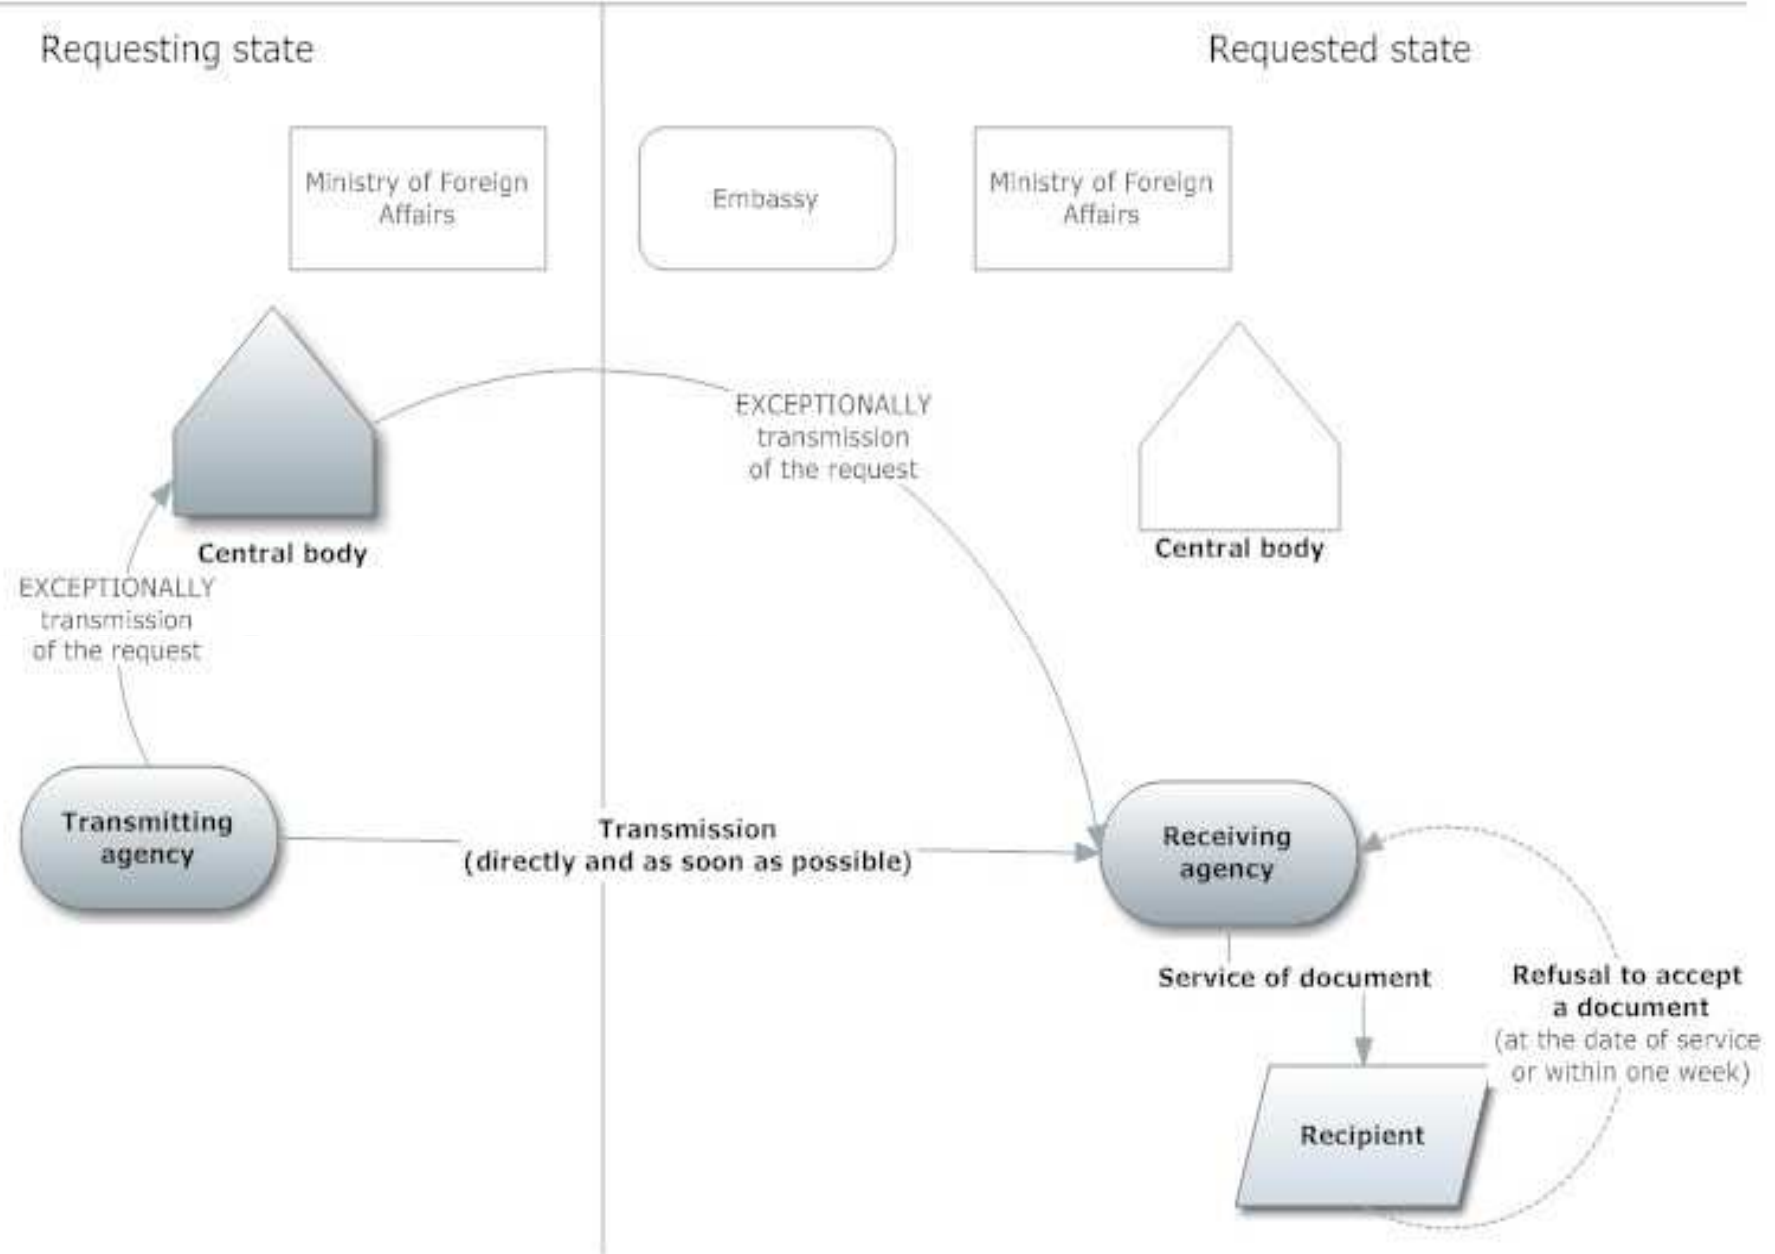 Requesting state
Requested state
Ministry of Foreign
Affairs
Embassy
Ministry of Foreign
Affairs
EXCEPTIONALLY
transmission
of the request
Central body
Central body
EXCEPTIONALLY
transmission
of the request
Transmitting
agency
Transmission
(directly and as soon as possible)
Receiving
agency
Service of document
Refusal to accept
a document
(at the date of service
or within one week)
Recipient